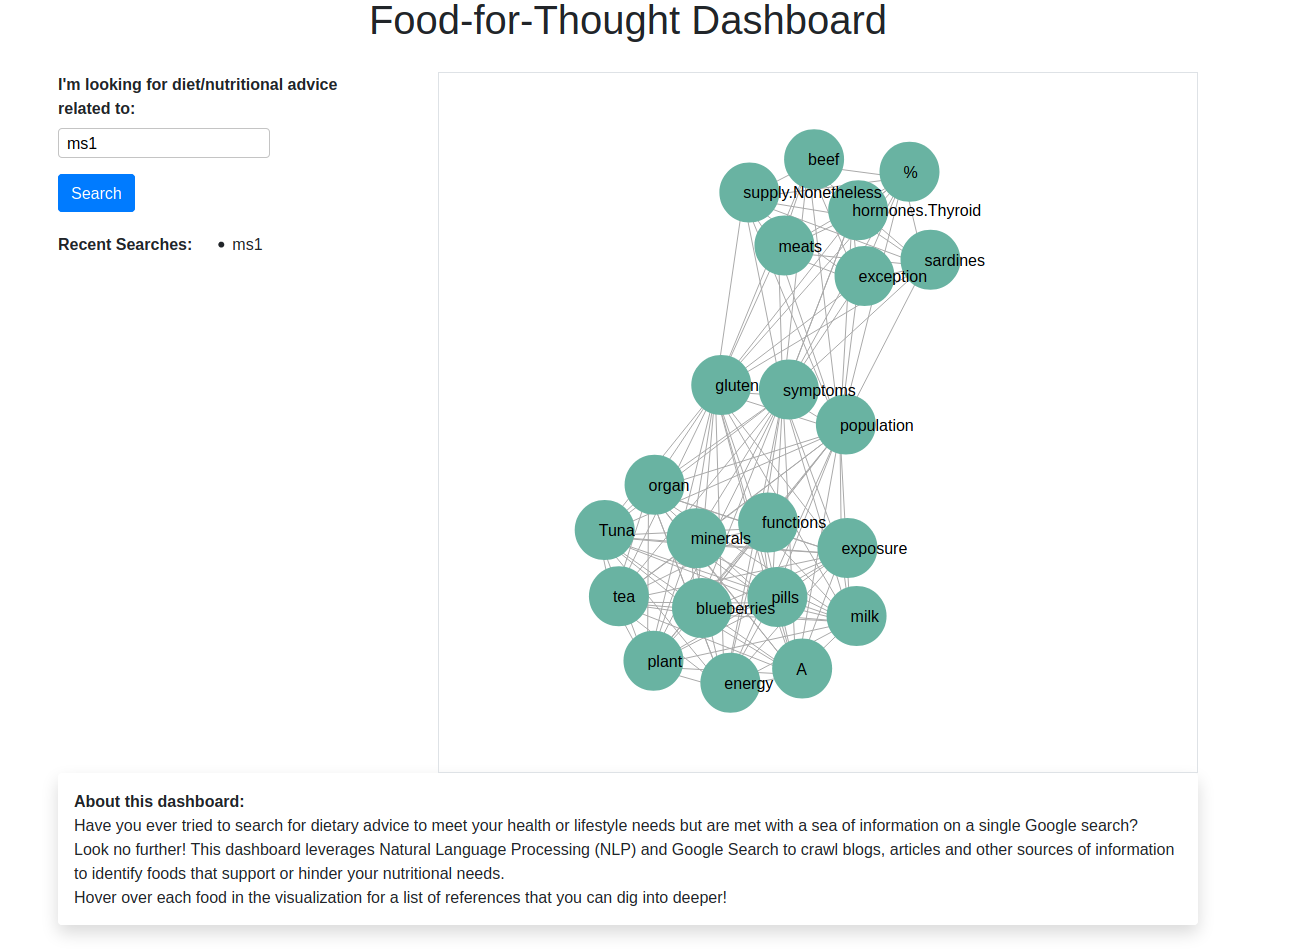 Food-for-Thought Dashboard
I'm looking for diet/nutritional advice
related to:
ms1
Search
Recent Searches:
ms1
beef
%
supply.Nonetheless
hormones.Thyroid
meats
sardines
exception
gluten
symptoms
population
organ
functions
Tuna
minerals
exposure
tea
pills
blueberries
milk
plant
A
energy
About this dashboard:
Have you ever tried to search for dietary advice to meet your health or lifestyle needs but are met with a sea of information on a single Google search?
Look no further! This dashboard leverages Natural Language Processing (NLP) and Google Search to crawl blogs, articles and other sources of information
to identify foods that support or hinder your nutritional needs.
Hover over each food in the visualization for a list of references that you can dig into deeper!